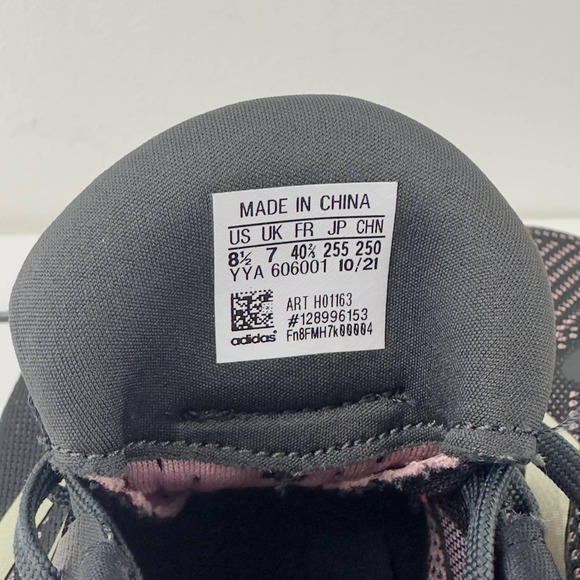 MADE IN CHINA
US UK FR JP CHN
8½ 7 40⅔ 255 250
YYA 606001 10/21
ART H01163
#128996153
adidas® Fn8FMH7k00004